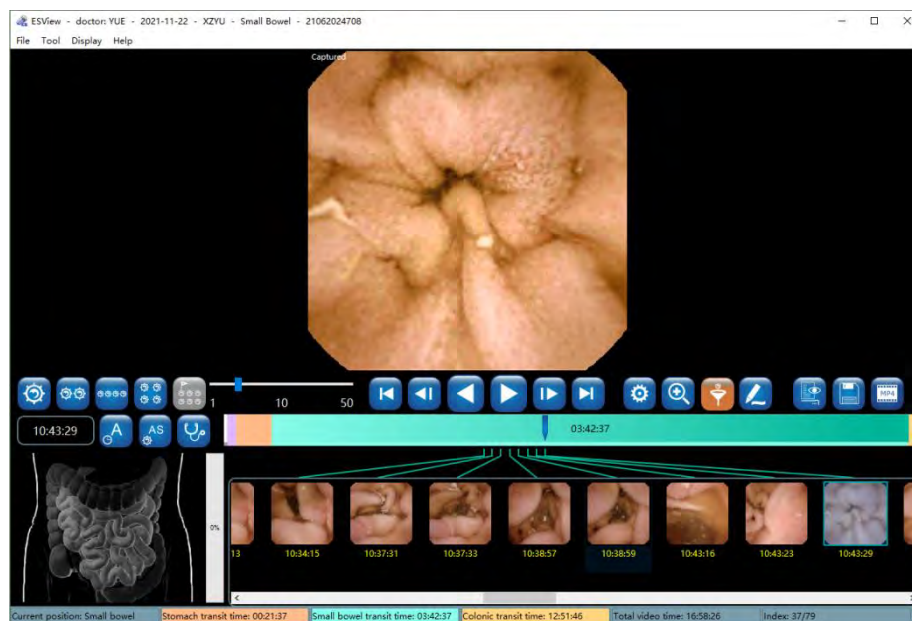 ESView - doctor: YUE - 2021-11-22 - XZYU - Small Bowel - 21062024708
File Tool Display Help
Captured
1 10 50
MP4
10:43:29
A
AS
03:42:37
0%
13 10:34:15 10:37:31 10:37:33 10:38:57 10:38:59 10:43:16 10:43:23 10:43:29
Current position: Small bowel Stomach transit time: 00:21:37 Small bowel transit time: 03:42:37 Colonic transit time: 12:51:46 Total video time: 16:58:26 Index: 37/79